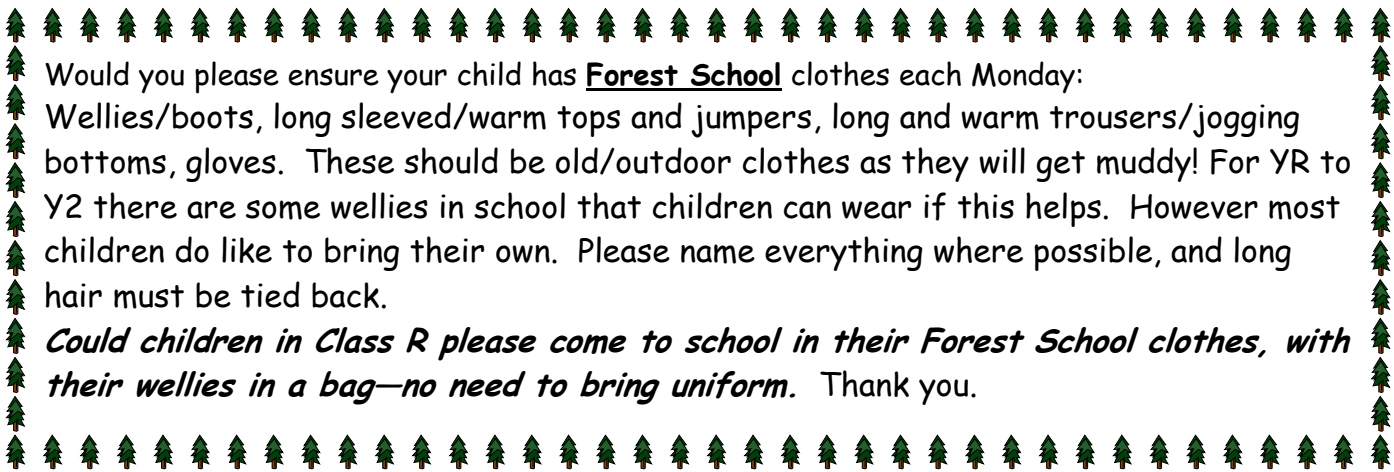 Would you please ensure your child has Forest School clothes each Monday:
Wellies/boots, long sleeved/warm tops and jumpers, long and warm trousers/jogging
bottoms, gloves.  These should be old/outdoor clothes as they will get muddy! For YR to
Y2 there are some wellies in school that children can wear if this helps.  However most
children do like to bring their own.  Please name everything where possible, and long
hair must be tied back.
Could children in Class R please come to school in their Forest School clothes, with
their wellies in a bag—no need to bring uniform.  Thank you.